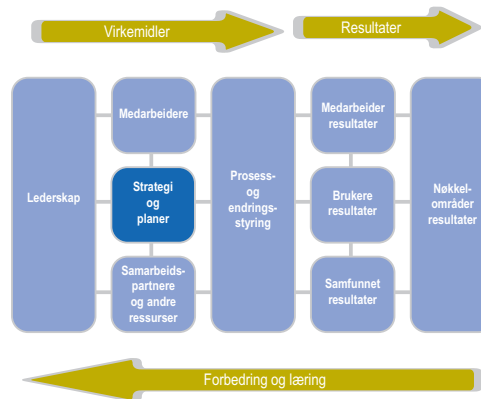 Virkemidler
Resultater
Lederskap
Medarbeidere
Strategi
og
planer
Samarbeids-
partnere
og andre
ressurser
Prosess-
og
endrings-
styring
Medarbeider
resultater
Brukere
resultater
Samfunnet
resultater
Nøkkel-
områder
resultater
Forbedring og læring